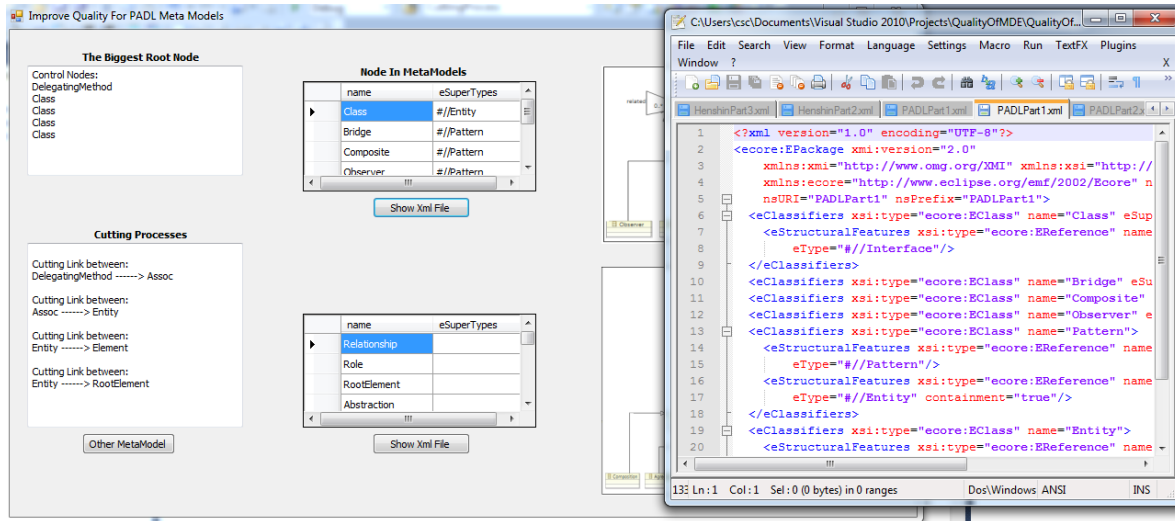 Improve Quality For PADL Meta Models
The Biggest Root Node
Control Nodes:
DelegatingMethod
Class
Class
Class
Class
Cutting Processes
Cutting Link between:
DelegatingMethod ------> Assoc
Cutting Link between:
Assoc ------> Entity
Cutting Link between:
Entity ------> Element
Cutting Link between:
Entity ------> RootElement
Other MetaModel
Node In MetaModels
name eSuperTypes
Class #//Entity
Bridge #//Pattern
Composite #//Pattern
Observer #//Pattern
Show Xml File
name eSuperTypes
Relationship
Role
RootElement
Abstraction
Show Xml File
related
Observer
Composition
C:\Users\csc\Documents\Visual Studio 2010\Projects\QualityOfMDE\QualityOf...
File Edit Search View Format Language Settings Macro Run TextFX Plugins
Window ? X
HenshinPart3.xml HenshinPart2.xml PADLPart1.xml PADLPart1.xml PADLPart2.x
1 <?xml version="1.0" encoding="UTF-8"?>
2 <ecore:EPackage xmi:version="2.0"
3 xmlns:xmi="http://www.omg.org/XMI" xmlns:xsi="http://
4 xmlns:ecore="http://www.eclipse.org/emf/2002/Ecore" n
5 nsURI="PADLPart1" nsPrefix="PADLPart1">
6 <eClassifiers xsi:type="ecore:EClass" name="Class" eSup
7 <eStructuralFeatures xsi:type="ecore:EReference" name
8 eType="#//Interface"/>
9 </eClassifiers>
10 <eClassifiers xsi:type="ecore:EClass" name="Bridge" eSu
11 <eClassifiers xsi:type="ecore:EClass" name="Composite"
12 <eClassifiers xsi:type="ecore:EClass" name="Observer" e
13 <eClassifiers xsi:type="ecore:EClass" name="Pattern">
14 <eStructuralFeatures xsi:type="ecore:EReference" name
15 eType="#//Pattern"/>
16 <eStructuralFeatures xsi:type="ecore:EReference" name
17 eType="#//Entity" containment="true"/>
18 </eClassifiers>
19 <eClassifiers xsi:type="ecore:EClass" name="Entity">
20 <eStructuralFeatures xsi:type="ecore:EReference" name
133 Ln : 1 Col : 1 Sel : 0 (0 bytes) in 0 ranges Dos\Windows ANSI INS